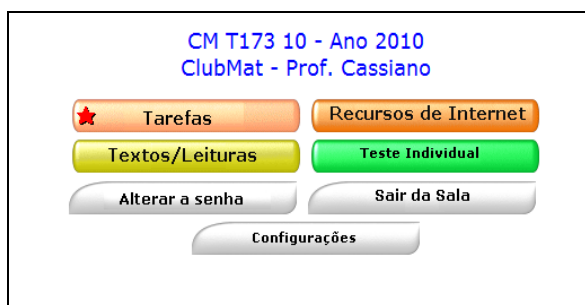 CM T173 10 - Ano 2010
ClubMat - Prof. Cassiano
Tarefas
Recursos de Internet
Textos/Leituras
Teste Individual
Alterar a senha
Sair da Sala
Configurações